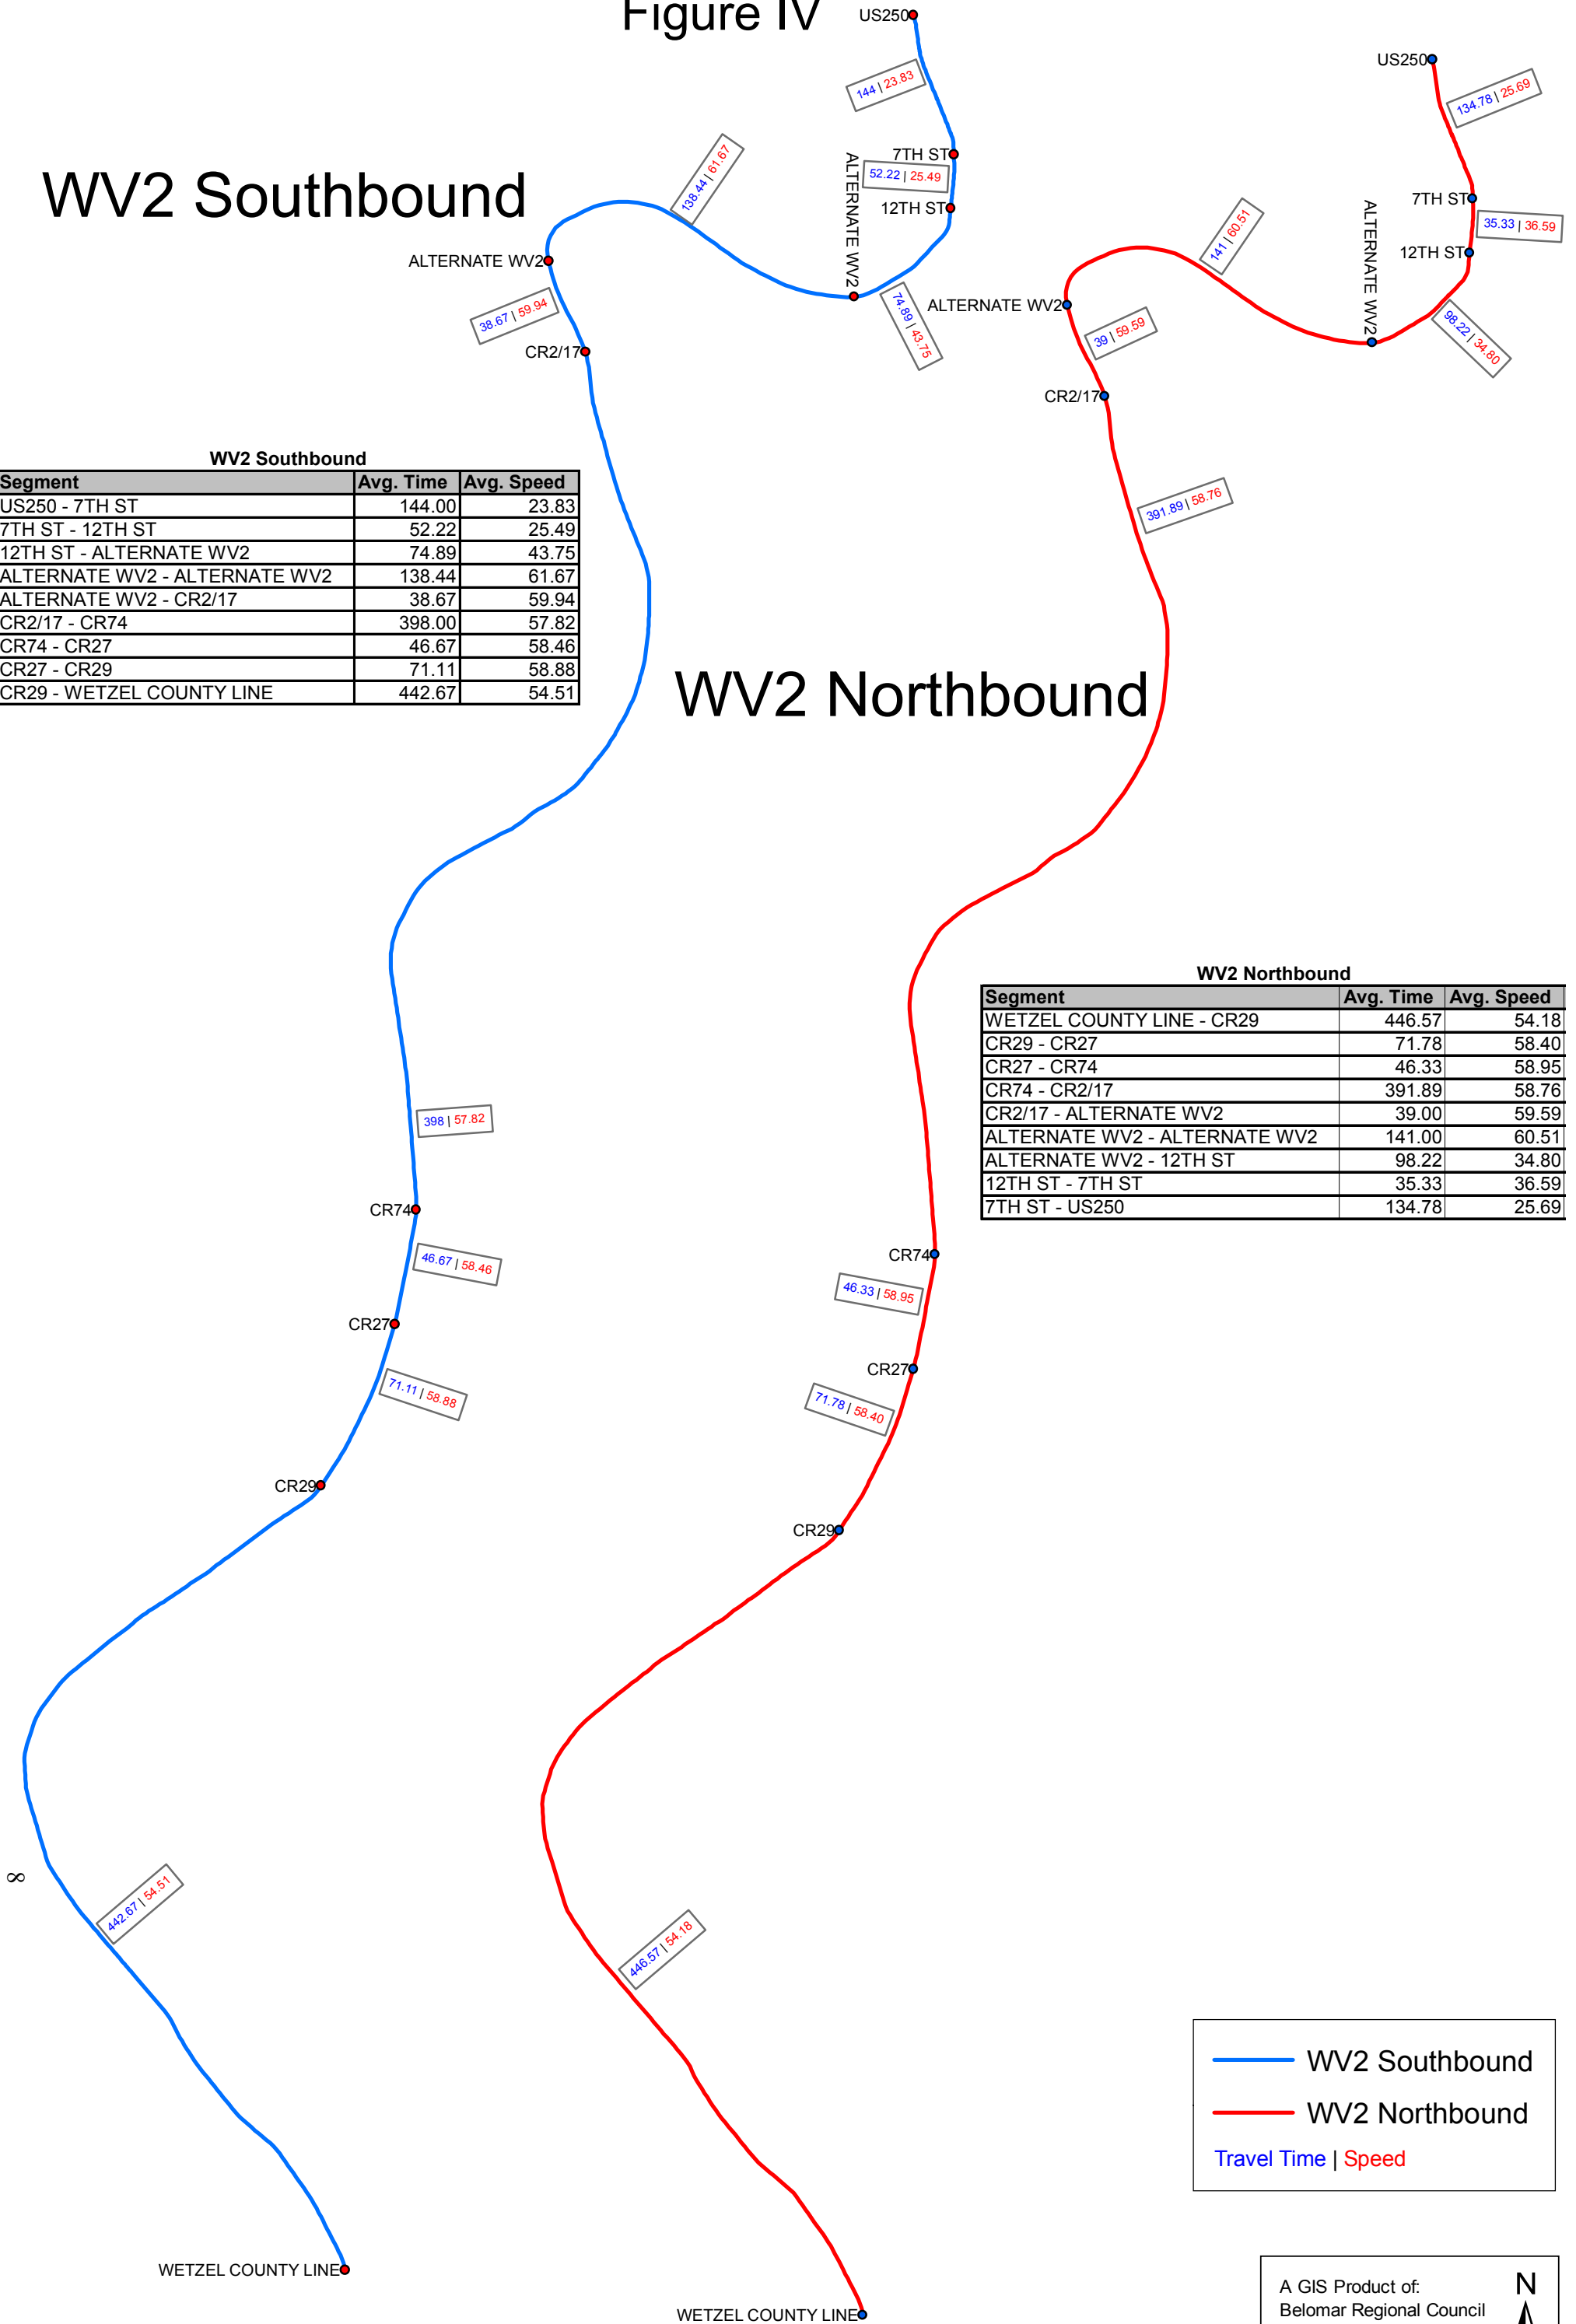 Figure IV
US250
144 | 23.83
7TH ST
52.22 | 25.49
12TH ST
ALTERNATE WV2
74.89 | 43.75
138.44 | 61.67
WV2 Southbound
ALTERNATE WV2
38.67 | 59.94
CR2/17
US250
134.78 | 25.69
7TH ST
35.33 | 36.59
12TH ST
ALTERNATE WV2
98.22 | 34.80
141 | 60.51
ALTERNATE WV2
39 | 59.59
CR2/17
391.89 | 58.76
WV2 Southbound
Segment Avg. Time Avg. Speed
US250 - 7TH ST 144.00 23.83
7TH ST - 12TH ST 52.22 25.49
12TH ST - ALTERNATE WV2 74.89 43.75
ALTERNATE WV2 - ALTERNATE WV2 138.44 61.67
ALTERNATE WV2 - CR2/17 38.67 59.94
CR2/17 - CR74 398.00 57.82
CR74 - CR27 46.67 58.46
CR27 - CR29 71.11 58.88
CR29 - WETZEL COUNTY LINE 442.67 54.51
WV2 Northbound
WV2 Northbound
Segment Avg. Time Avg. Speed
WETZEL COUNTY LINE - CR29 446.57 54.18
CR29 - CR27 71.78 58.40
CR27 - CR74 46.33 58.95
CR74 - CR2/17 391.89 58.76
CR2/17 - ALTERNATE WV2 39.00 59.59
ALTERNATE WV2 - ALTERNATE WV2 141.00 60.51
ALTERNATE WV2 - 12TH ST 98.22 34.80
12TH ST - 7TH ST 35.33 36.59
7TH ST - US250 134.78 25.69
398 | 57.82
CR74
46.67 | 58.46
CR27
71.11 | 58.88
CR29
442.67 | 54.51
WETZEL COUNTY LINE
CR74
46.33 | 58.95
CR27
71.78 | 58.40
CR29
446.57 | 54.18
WETZEL COUNTY LINE
8
WV2 Southbound
WV2 Northbound
Travel Time | Speed
A GIS Product of:
Belomar Regional Council
N